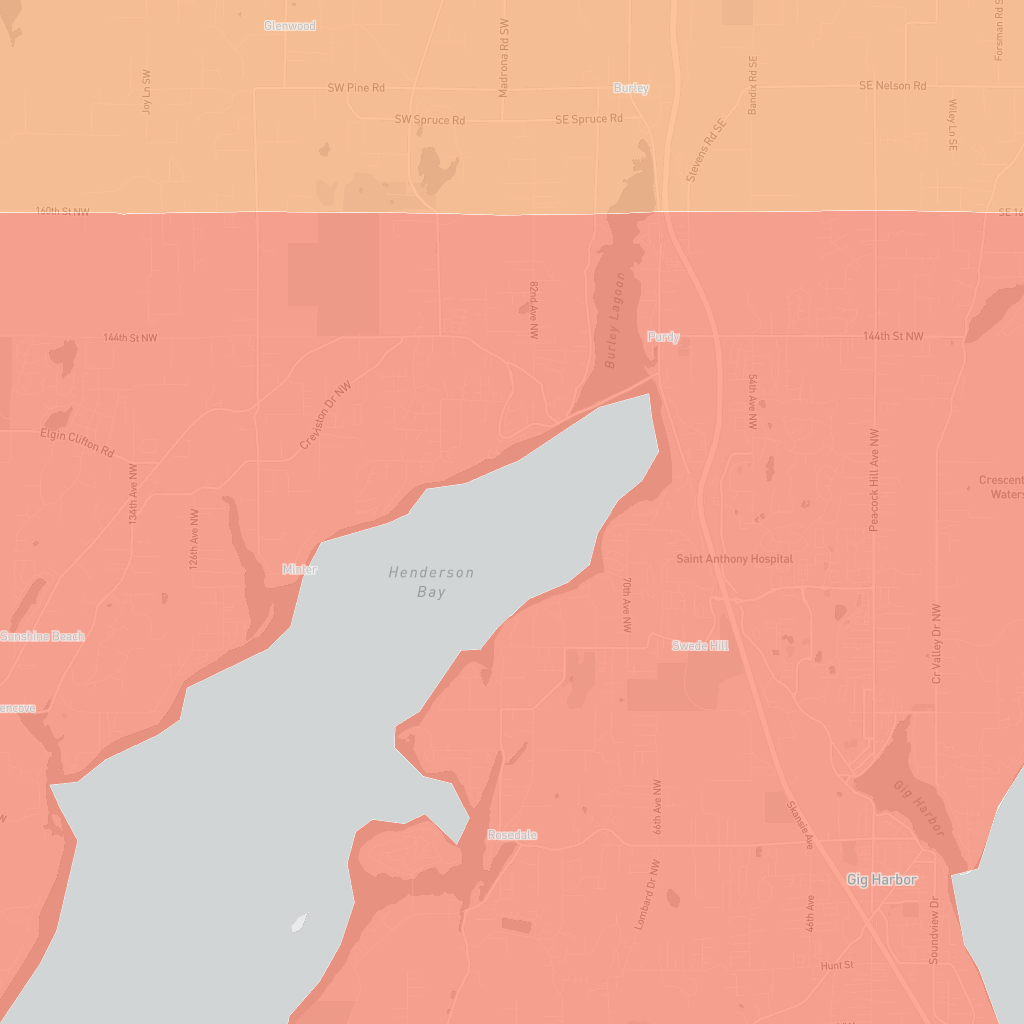 Glenwood
Madrona Rd SW
Forsman Rd S
Joy Ln SW
SW Pine Rd
Burley
Bandix Rd SE
SE Nelson Rd
SW Spruce Rd
SE Spruce Rd
Stevens Rd SE
Wiley Ln SE
160th St NW
SE 16
82nd Ave NW
Burley Lagoon
144th St NW
Purdy
144th St NW
Creviston Dr NW
54th Ave NW
Elgin Clifton Rd
134th Ave NW
Peacock Hill Ave NW
Crescent
Waters
126th Ave NW
Minter
Henderson
Bay
Saint Anthony Hospital
70th Ave NW
Sunshine Beach
Swede Hill
Cr Valley Dr NW
encove
W
66th Ave NW
Skansie Ave
Gig Harbor
Rosedale
Gig Harbor
Lombard Dr NW
46th Ave
Soundview Dr
Hunt St